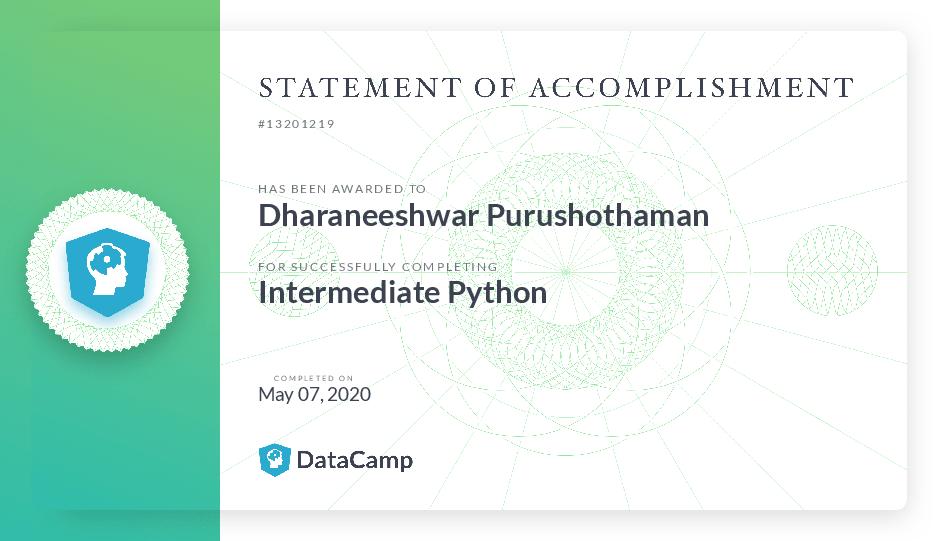 STATEMENT OF ACCOMPLISHMENT
#13201219
HAS BEEN AWARDED TO
Dharaneeshwar Purushothaman
FOR SUCCESSFULLY COMPLETING
Intermediate Python
COMPLETED ON
May 07, 2020
DataCamp